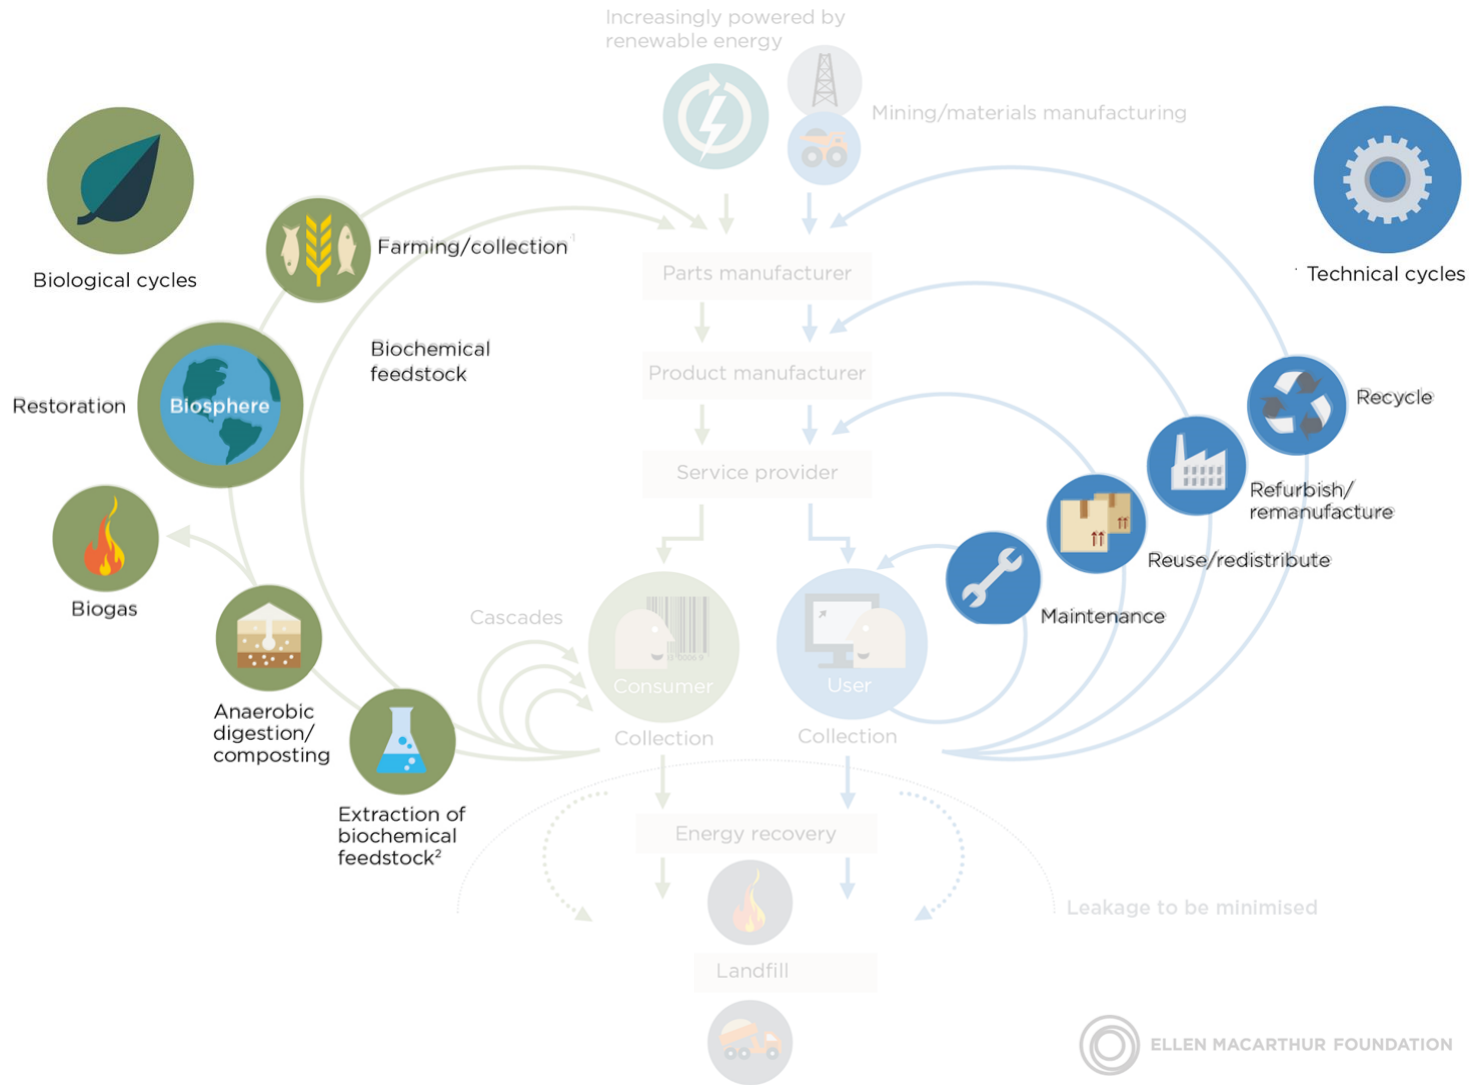 Increasingly powered by
renewable energy
Mining/materials manufacturing
Biological cycles
Technical cycles
Farming/collection¹
Parts manufacturer
Biochemical
feedstock
Product manufacturer
Restoration
Biosphere
Recycle
Service provider
Refurbish/
remanufacture
Reuse/redistribute
Biogas
Maintenance
Cascades
Consumer
User
Anaerobic
digestion/
composting
Collection
Collection
Extraction of
biochemical
feedstock²
Energy recovery
Leakage to be minimised
Landfill
ELLEN MACARTHUR FOUNDATION